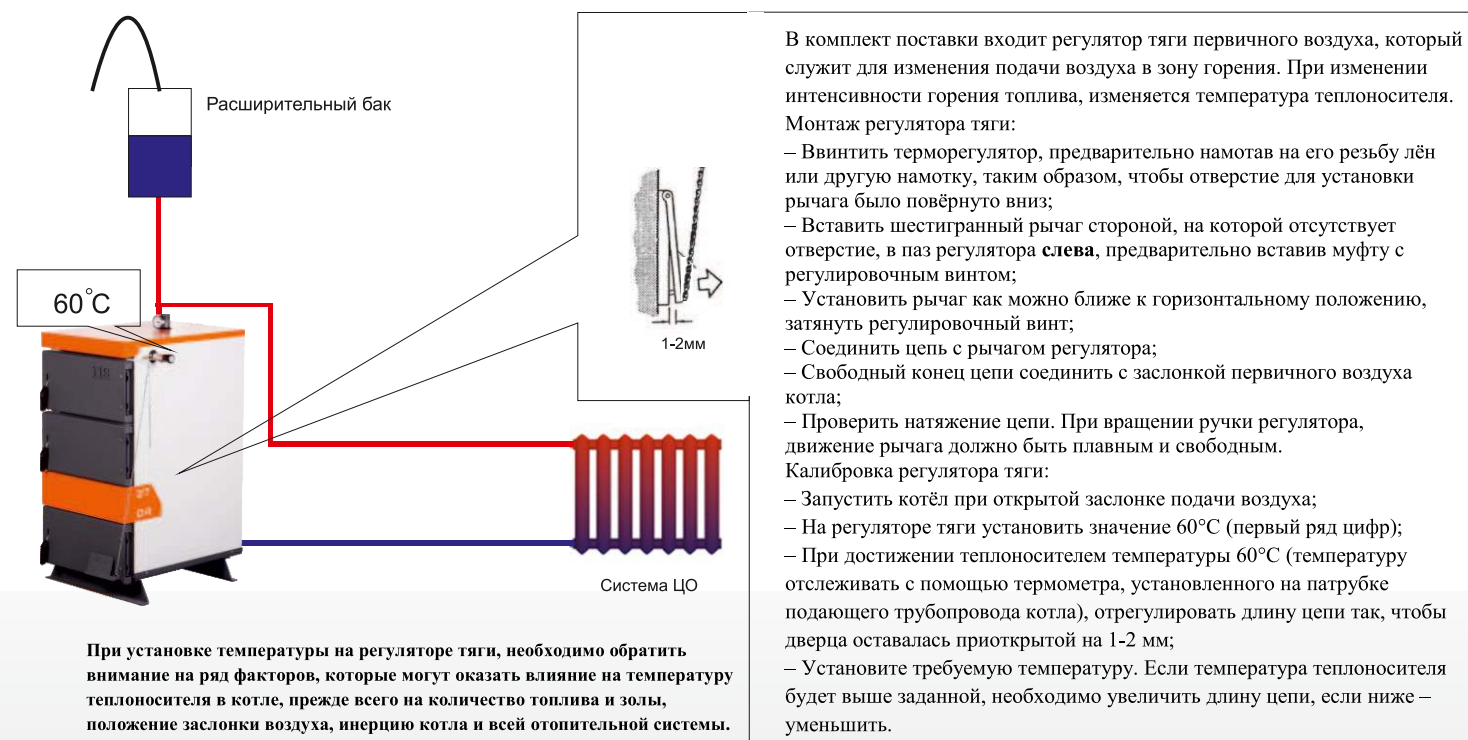 Расширительный бак
60°C
1-2мм
Система ЦО
При установке температуры на регуляторе тяги, необходимо обратить
внимание на ряд факторов, которые могут оказать влияние на температуру
теплоносителя в котле, прежде всего на количество топлива и золы,
положение заслонки воздуха, инерцию котла и всей отопительной системы.
В комплект поставки входит регулятор тяги первичного воздуха, который
служит для изменения подачи воздуха в зону горения. При изменении
интенсивности горения топлива, изменяется температура теплоносителя.
Монтаж регулятора тяги:
– Ввинтить терморегулятор, предварительно намотав на его резьбу лён
или другую намотку, таким образом, чтобы отверстие для установки
рычага было повёрнуто вниз;
– Вставить шестигранный рычаг стороной, на которой отсутствует
отверстие, в паз регулятора слева, предварительно вставив муфту с
регулировочным винтом;
– Установить рычаг как можно ближе к горизонтальному положению,
затянуть регулировочный винт;
– Соединить цепь с рычагом регулятора;
– Свободный конец цепи соединить с заслонкой первичного воздуха
котла;
– Проверить натяжение цепи. При вращении ручки регулятора,
движение рычага должно быть плавным и свободным.
Калибровка регулятора тяги:
– Запустить котёл при открытой заслонке подачи воздуха;
– На регуляторе тяги установить значение 60°С (первый ряд цифр);
– При достижении теплоносителем температуры 60°С (температуру
отслеживать с помощью термометра, установленного на патрубке
подающего трубопровода котла), отрегулировать длину цепи так, чтобы
дверца оставалась приоткрытой на 1-2 мм;
– Установите требуемую температуру. Если температура теплоносителя
будет выше заданной, необходимо увеличить длину цепи, если ниже –
уменьшить.